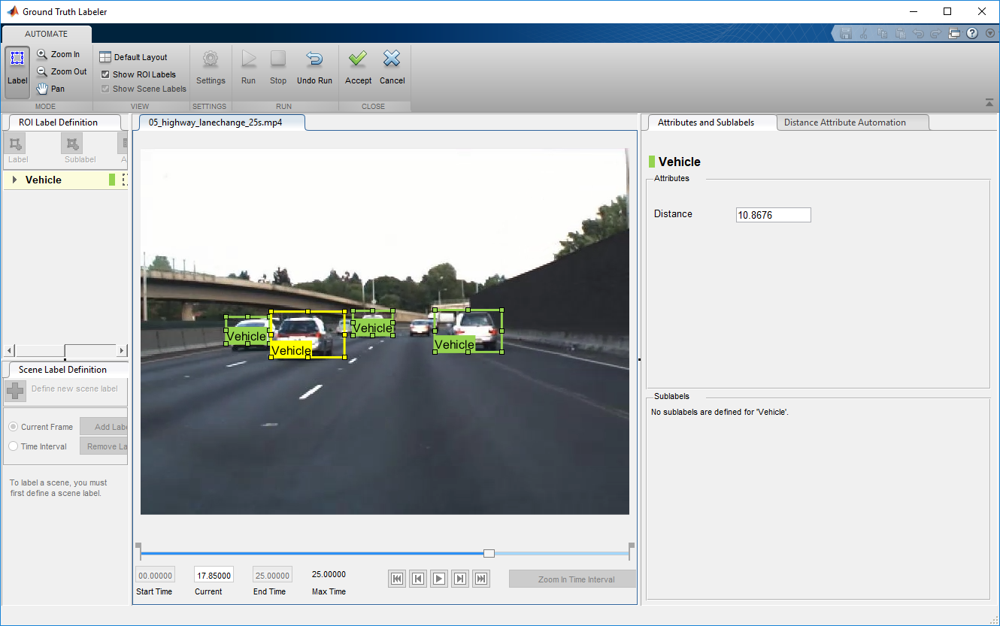 Ground Truth Labeler
AUTOMATE
Label
Zoom In
Zoom Out
Pan
MODE
Default Layout
Show ROI Labels
Show Scene Labels
VIEW
Settings
SETTINGS
Run
Stop
Undo Run
RUN
Accept
Cancel
CLOSE
ROI Label Definition
Label
Sublabel
A
Vehicle
Scene Label Definition
Define new scene label
Current Frame
Add Labe
Time Interval
Remove La
To label a scene, you must
first define a scene label.
05_highway_lanechange_25s.mp4
Vehicle
Vehicle
Vehicle
Vehicle
00.00000
17.85000
25.00000
25.00000
Start Time
Current
End Time
Max Time
Zoom In Time Interval
Attributes and Sublabels
Distance Attribute Automation
Vehicle
Attributes
Distance
10.8676
Sublabels
No sublabels are defined for 'Vehicle'.